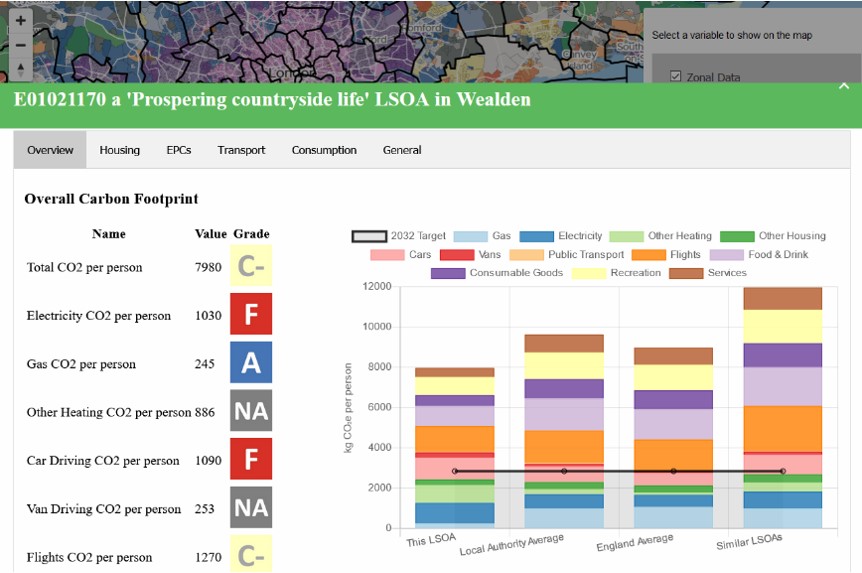 +
−
London
Canvey
Island
Select a variable to show on the map
Zonal Data
E01021170 a 'Prospering countryside life' LSOA in Wealden
Overview Housing EPCs Transport Consumption General
Overall Carbon Footprint
Name Value Grade
Total CO2 per person 7980 C-
Electricity CO2 per person 1030 F
Gas CO2 per person 245 A
Other Heating CO2 per person 886 NA
Car Driving CO2 per person 1090 F
Van Driving CO2 per person 253 NA
Flights CO2 per person 1270 C-
2032 Target Gas Electricity Other Heating Other Housing
Cars Vans Public Transport Flights Food & Drink
Consumable Goods Recreation Services
kg CO₂e per person
12000
10000
8000
6000
4000
2000
0
This LSOA Local Authority Average England Average Similar LSOAs